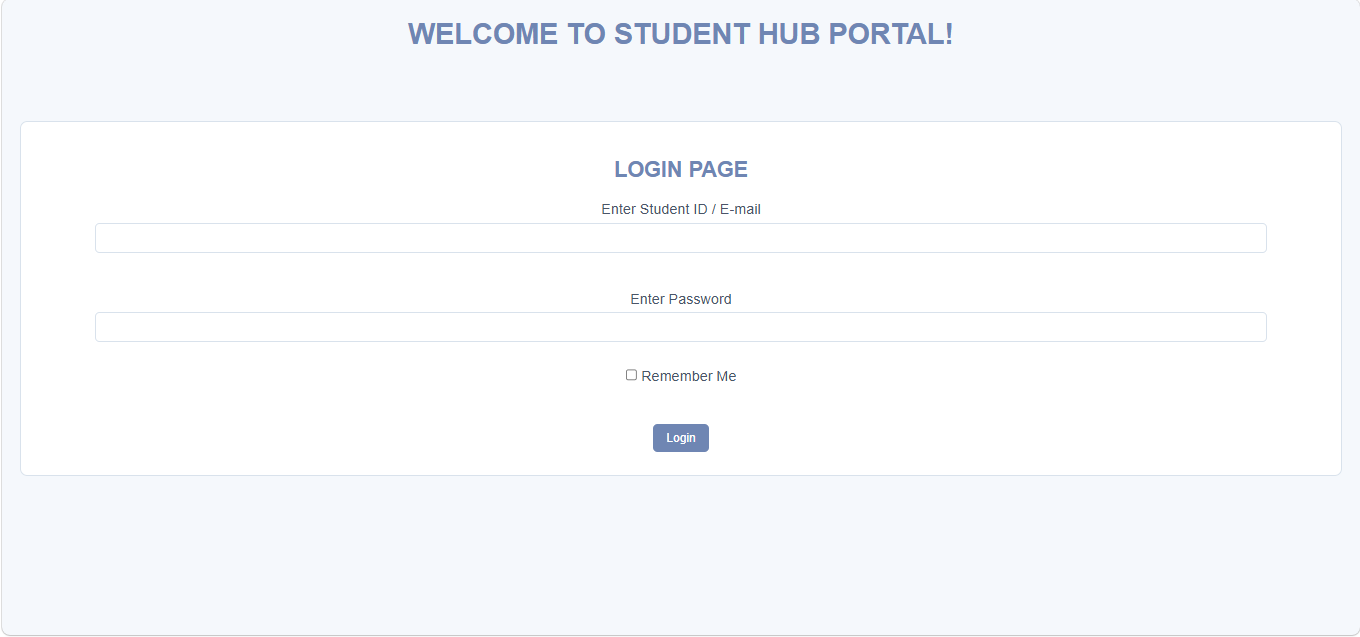 WELCOME TO STUDENT HUB PORTAL!
LOGIN PAGE
Enter Student ID / E-mail
Enter Password
Remember Me
Login